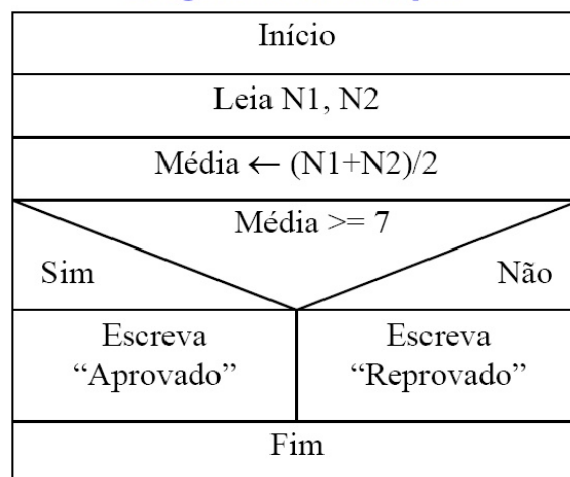 Início
Leia N1, N2
Média ← (N1+N2)/2
Média >= 7
Sim
Não
Escreva
“Aprovado”
Escreva
“Reprovado”
Fim